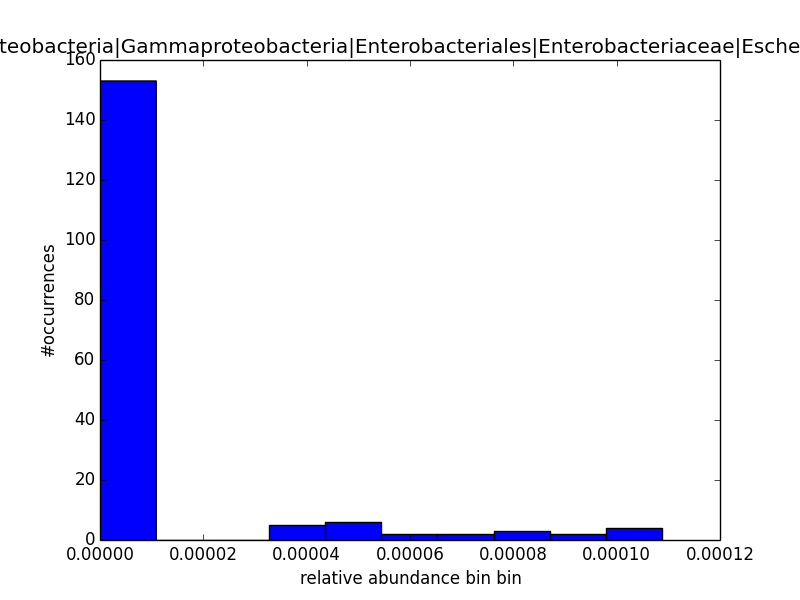 teobacteria|Gammaproteobacteria|Enterobacteriales|Enterobacteriaceae|Esche
160
140
120
100
80
60
40
20
0
#occurrences
0.00000 0.00002 0.00004 0.00006 0.00008 0.00010 0.00012
relative abundance bin bin